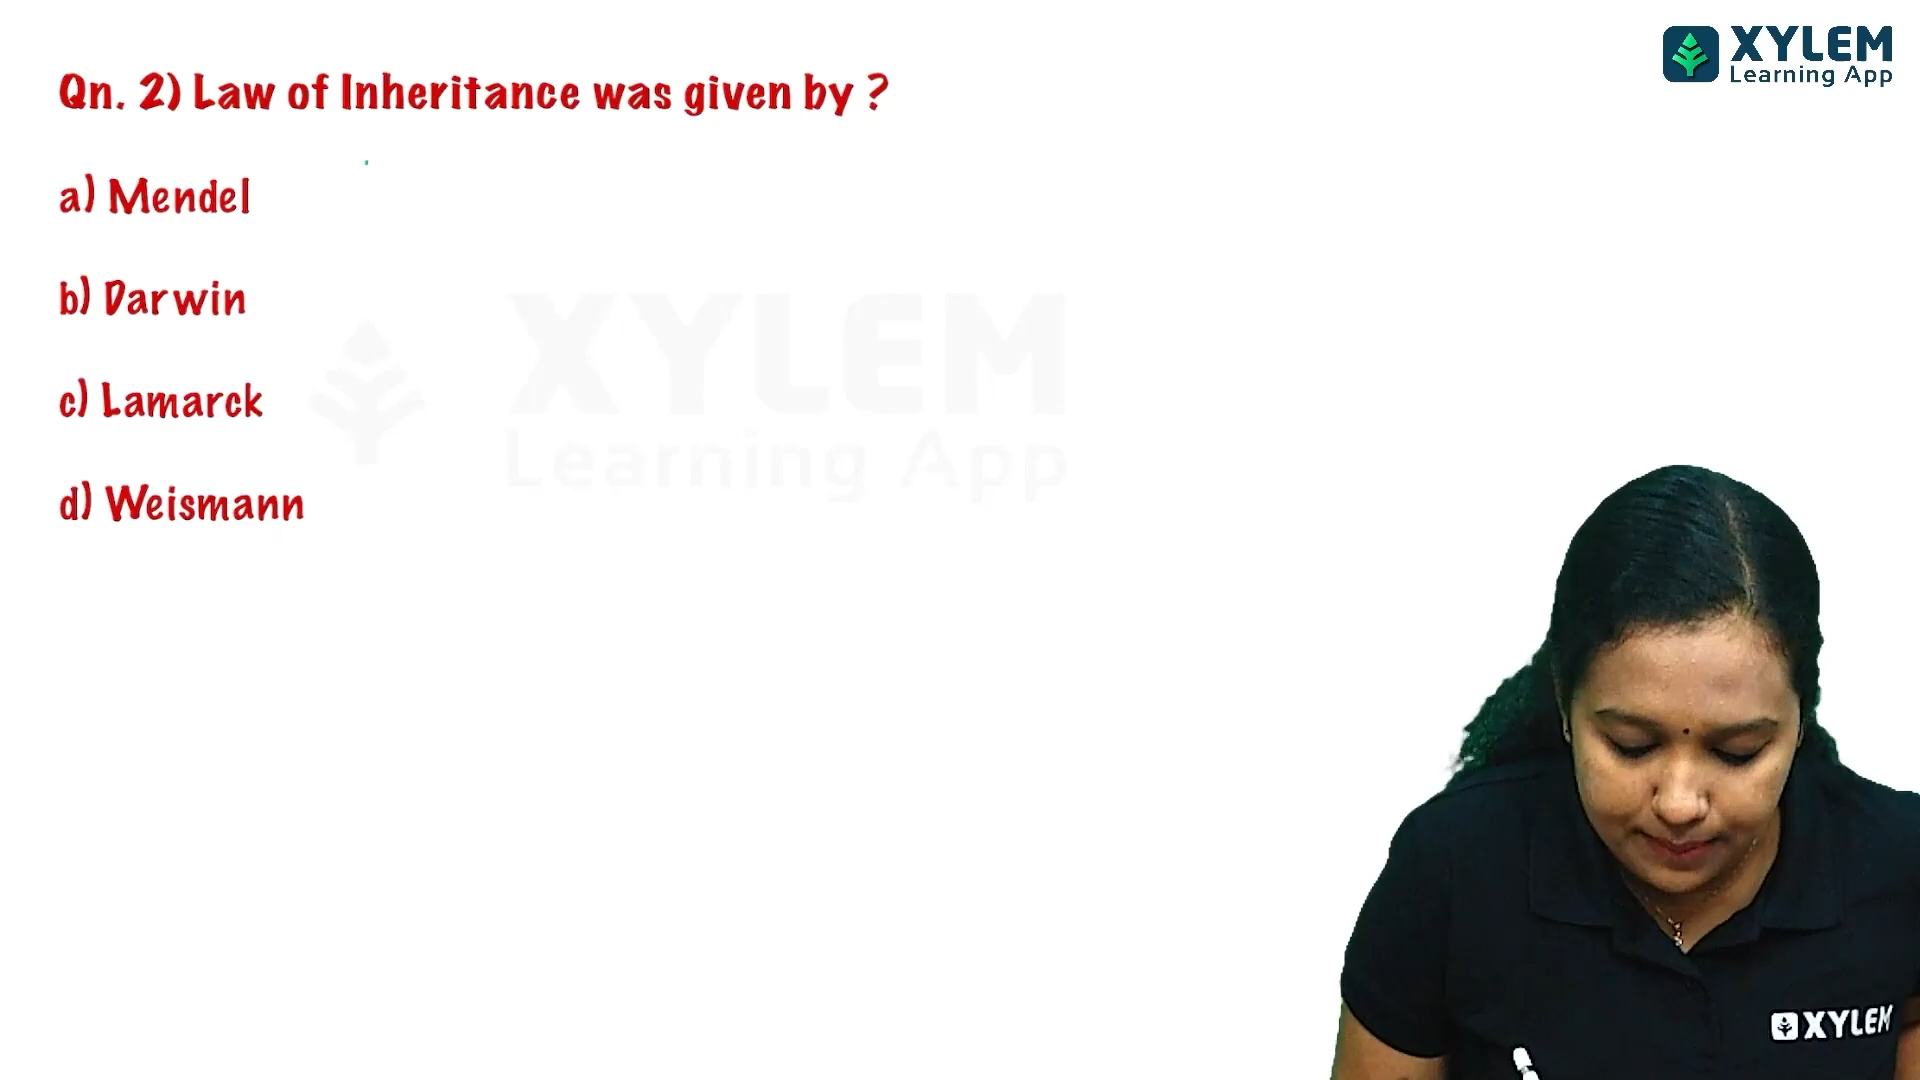 XYLEM
Learning App
Qn. 2) Law of Inheritance was given by ?
a) Mendel
b) Darwin
c) Lamarck
d) Weismann
XYLEM
Learning App
XYLEM